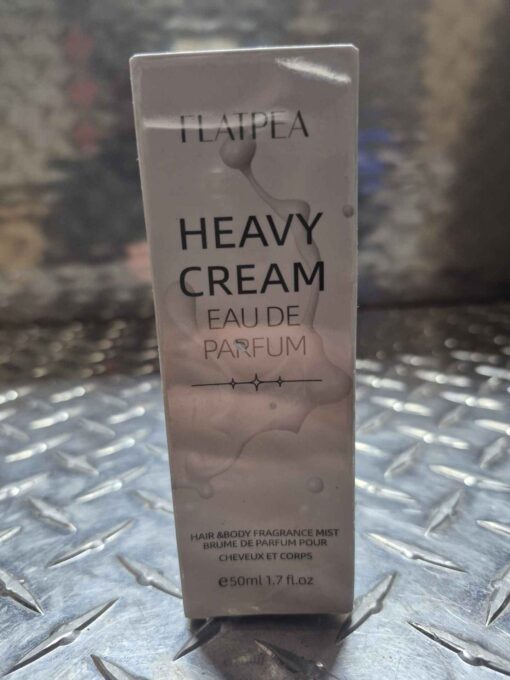 FLATPEA
HEAVY
CREAM
EAU DE
PARFUM
HAIR &BODY FRAGRANCE MIST
BRUME DE PARFUM POUR
CHEVEUX ET CORPS
℮50ml 1.7 fl.oz